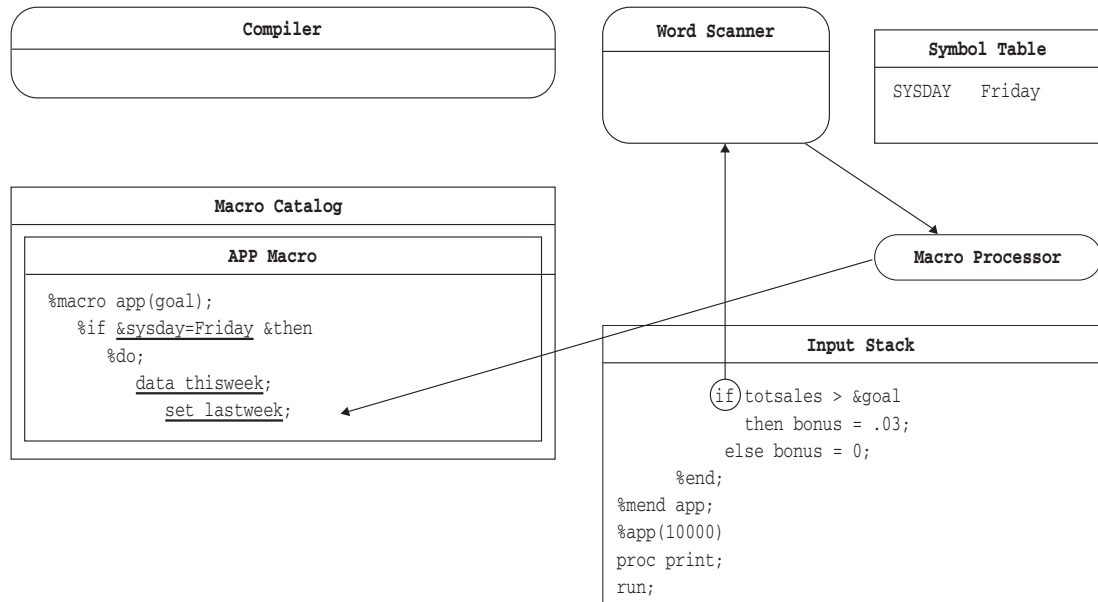 Compiler
Word Scanner
Symbol Table
SYSDAY Friday
Macro Catalog
APP Macro
%macro app(goal);
%if &sysday=Friday &then
%do;
data thisweek;
set lastweek;
Macro Processor
Input Stack
if totsales > &goal
then bonus = .03;
else bonus = 0;
%end;
%mend app;
%app(10000)
proc print;
run;